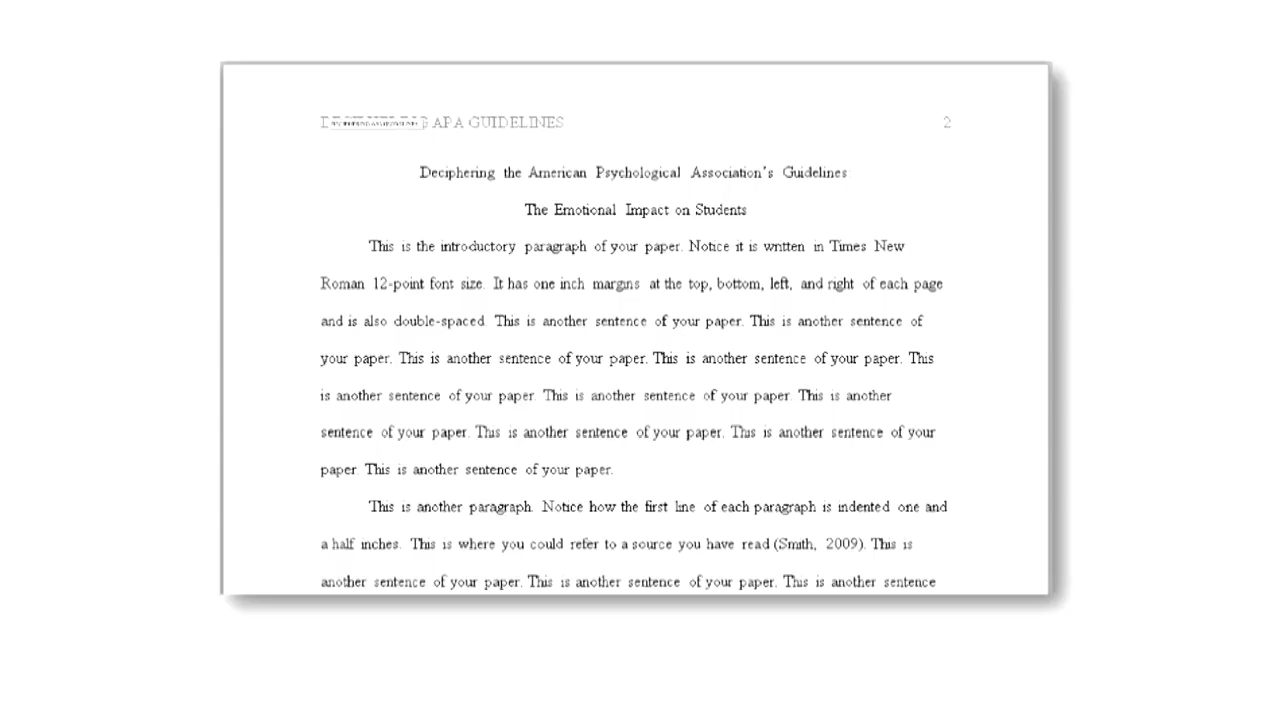 APA GUIDELINES 2
Deciphering the American Psychological Association's Guidelines
The Emotional Impact on Students
This is the introductory paragraph of your paper. Notice it is written in Times New
Roman 12-point font size. It has one inch margins at the top, bottom, left, and right of each page
and is also double-spaced. This is another sentence of your paper. This is another sentence of
your paper. This is another sentence of your paper. This is another sentence of your paper. This
is another sentence of your paper. This is another sentence of your paper. This is another
sentence of your paper. This is another sentence of your paper. This is another sentence of your
paper. This is another sentence of your paper.
This is another paragraph. Notice how the first line of each paragraph is indented one and
a half inches. This is where you could refer to a source you have read (Smith, 2009). This is
another sentence of your paper. This is another sentence of your paper. This is another sentence